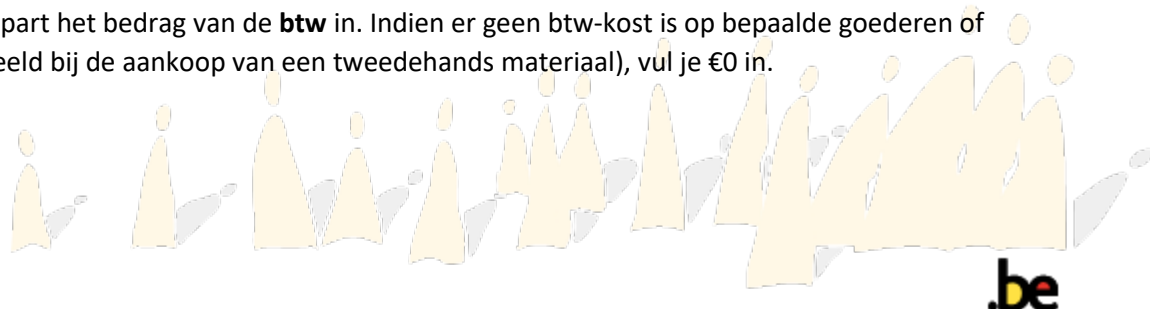 part het bedrag van de btw in. Indien er geen btw-kost is op bepaalde goederen of
eeld bij de aankoop van een tweedehands materiaal), vul je €0 in.
.be